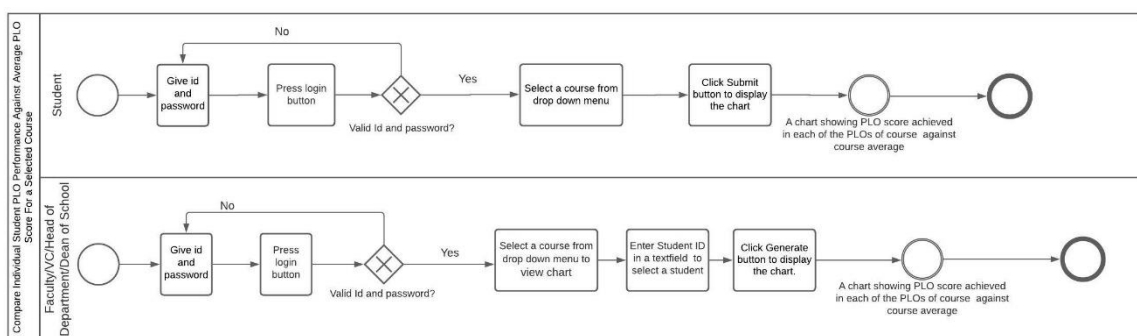 Compare Individual Student PLO Performance Against Average PLO
Score For a Selected Course
Student
No
Give id
and
password
Press login
button
Valid Id and password?
Yes
Select a course from
drop down menu
Click Submit
button to display
the chart
A chart showing PLO score achieved
in each of the PLOs of course against
course average
Faculty/VC/Head of
Department/Dean of School
No
Give id
and
password
Press
login
button
Valid Id and password?
Yes
Select a course from
drop down menu to
view chart
Enter Student ID
in a textfield to
select a student
Click Generate
button to display
the chart.
A chart showing PLO score achieved
in each of the PLOs of course against
course average